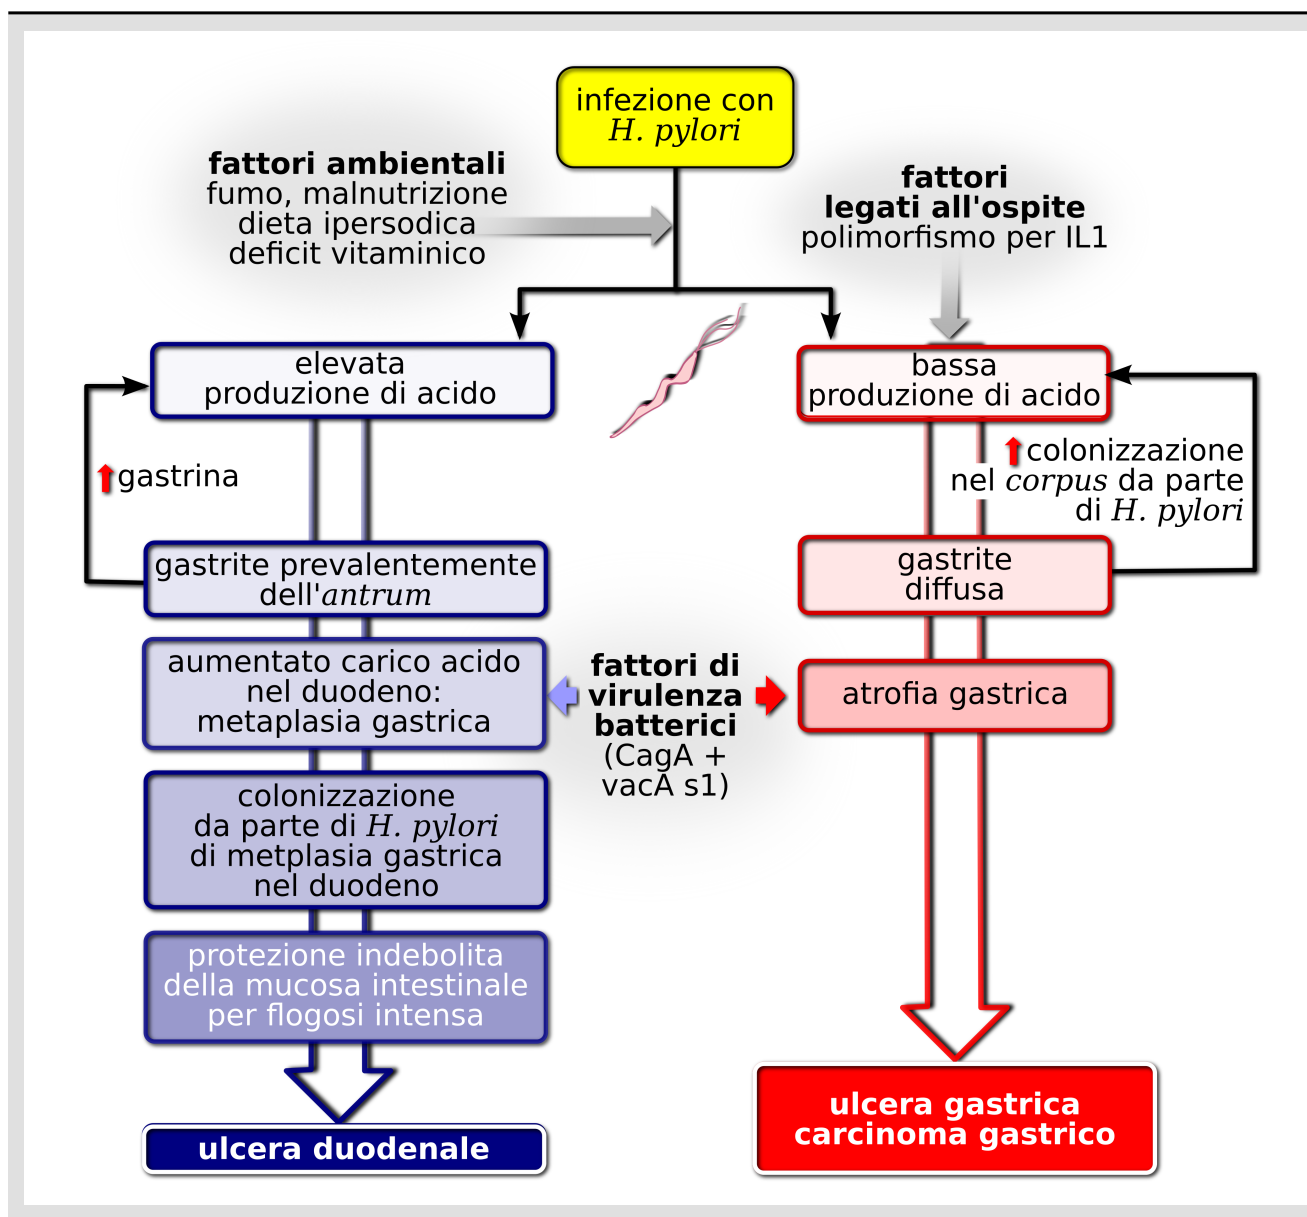 infezione con
H. pylori
fattori ambientali
fumo, malnutrizione
dieta ipersodica
deficit vitaminico
fattori
legati all'ospite
polimorfismo per IL1
elevata
produzione di acido
bassa
produzione di acido
gastrina
colonizzazione
nel corpus da parte
di H. pylori
gastrite prevalentemente
dell'antrum
gastrite
diffusa
aumentato carico acido
nel duodeno:
metaplasia gastrica
fattori di
virulenza
batterici
(CagA +
vacA s1)
atrofia gastrica
colonizzazione
da parte di H. pylori
di metplasia gastrica
nel duodeno
protezione indebolita
della mucosa intestinale
per flogosi intensa
ulcera duodenale
ulcera gastrica
carcinoma gastrico